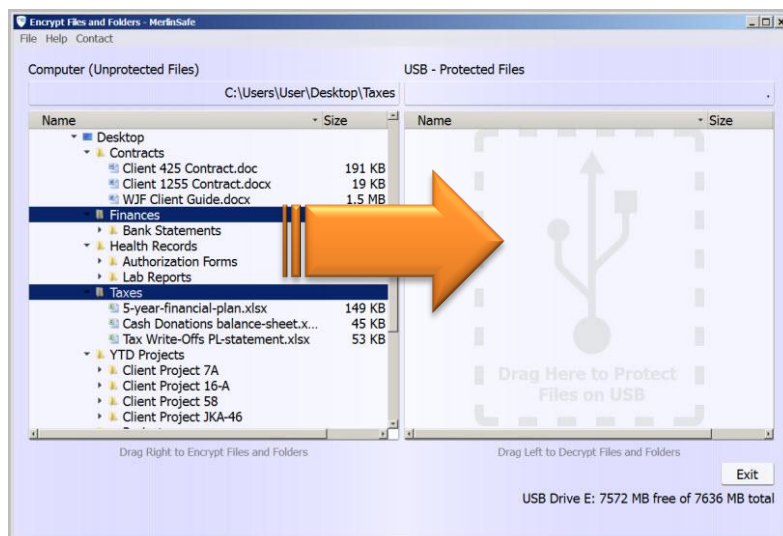 Encrypt Files and Folders - MerlinSafe
File Help Contact
Computer (Unprotected Files)
C:\Users\User\Desktop\Taxes
Name Size
Desktop
Contracts
Client 425 Contract.doc 191 KB
Client 1255 Contract.docx 19 KB
WJF Client Guide.docx 1.5 MB
Finances
Bank Statements
Health Records
Authorization Forms
Lab Reports
Taxes
5-year-financial-plan.xlsx 149 KB
Cash Donations balance-sheet.x... 45 KB
Tax Write-Offs PL-statement.xlsx 53 KB
YTD Projects
Client Project 7A
Client Project 16-A
Client Project 58
Client Project JKA-46
Drag Right to Encrypt Files and Folders
USB - Protected Files
.
Name Size
Drag Here to Protect
Files on USB
Drag Left to Decrypt Files and Folders
Exit
USB Drive E: 7572 MB free of 7636 MB total